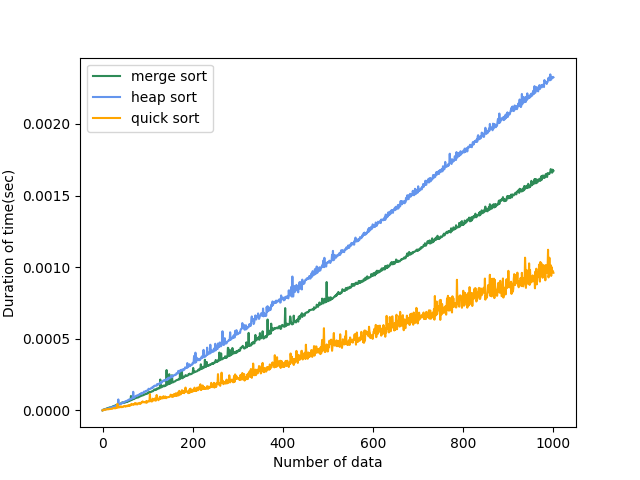 merge sort
heap sort
quick sort
0.0020
0.0015
0.0010
0.0005
0.0000
Duration of time(sec)
0 200 400 600 800 1000
Number of data